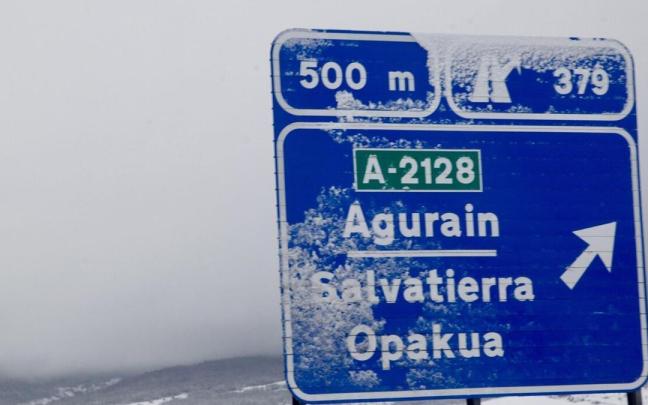 500 m
379
A-2128
Agurain
Salvatierra
Opakua